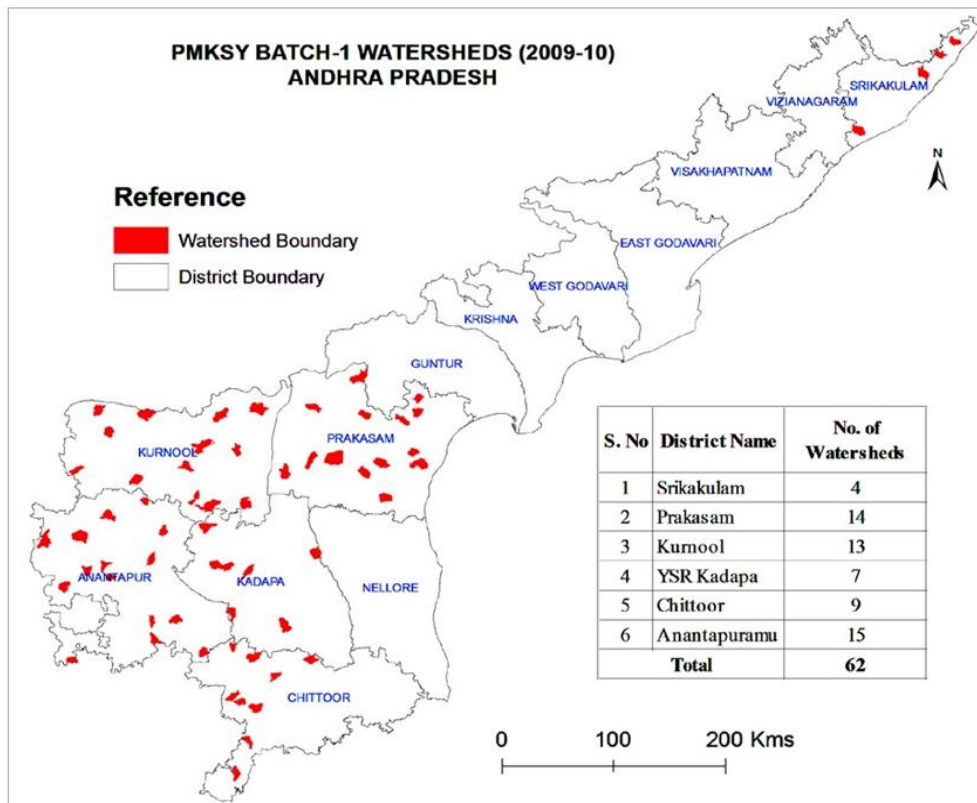 PMKSY BATCH-1 WATERSHEDS (2009-10)
ANDHRA PRADESH
SRIKAKULAM
VIZIANAGARAM
VISAKHAPATNAM
N
Reference
Watershed Boundary
District Boundary
EAST GODAVARI
WEST GODAVARI
KRISHNA
GUNTUR
PRAKASAM
KURNOOL
ANANTAPUR
KADAPA
NELLORE
CHITTOOR
S. No District Name No. of Watersheds
1 Srikakulam 4
2 Prakasam 14
3 Kurnool 13
4 YSR Kadapa 7
5 Chittoor 9
6 Anantapuramu 15
Total 62
0 100 200 Kms